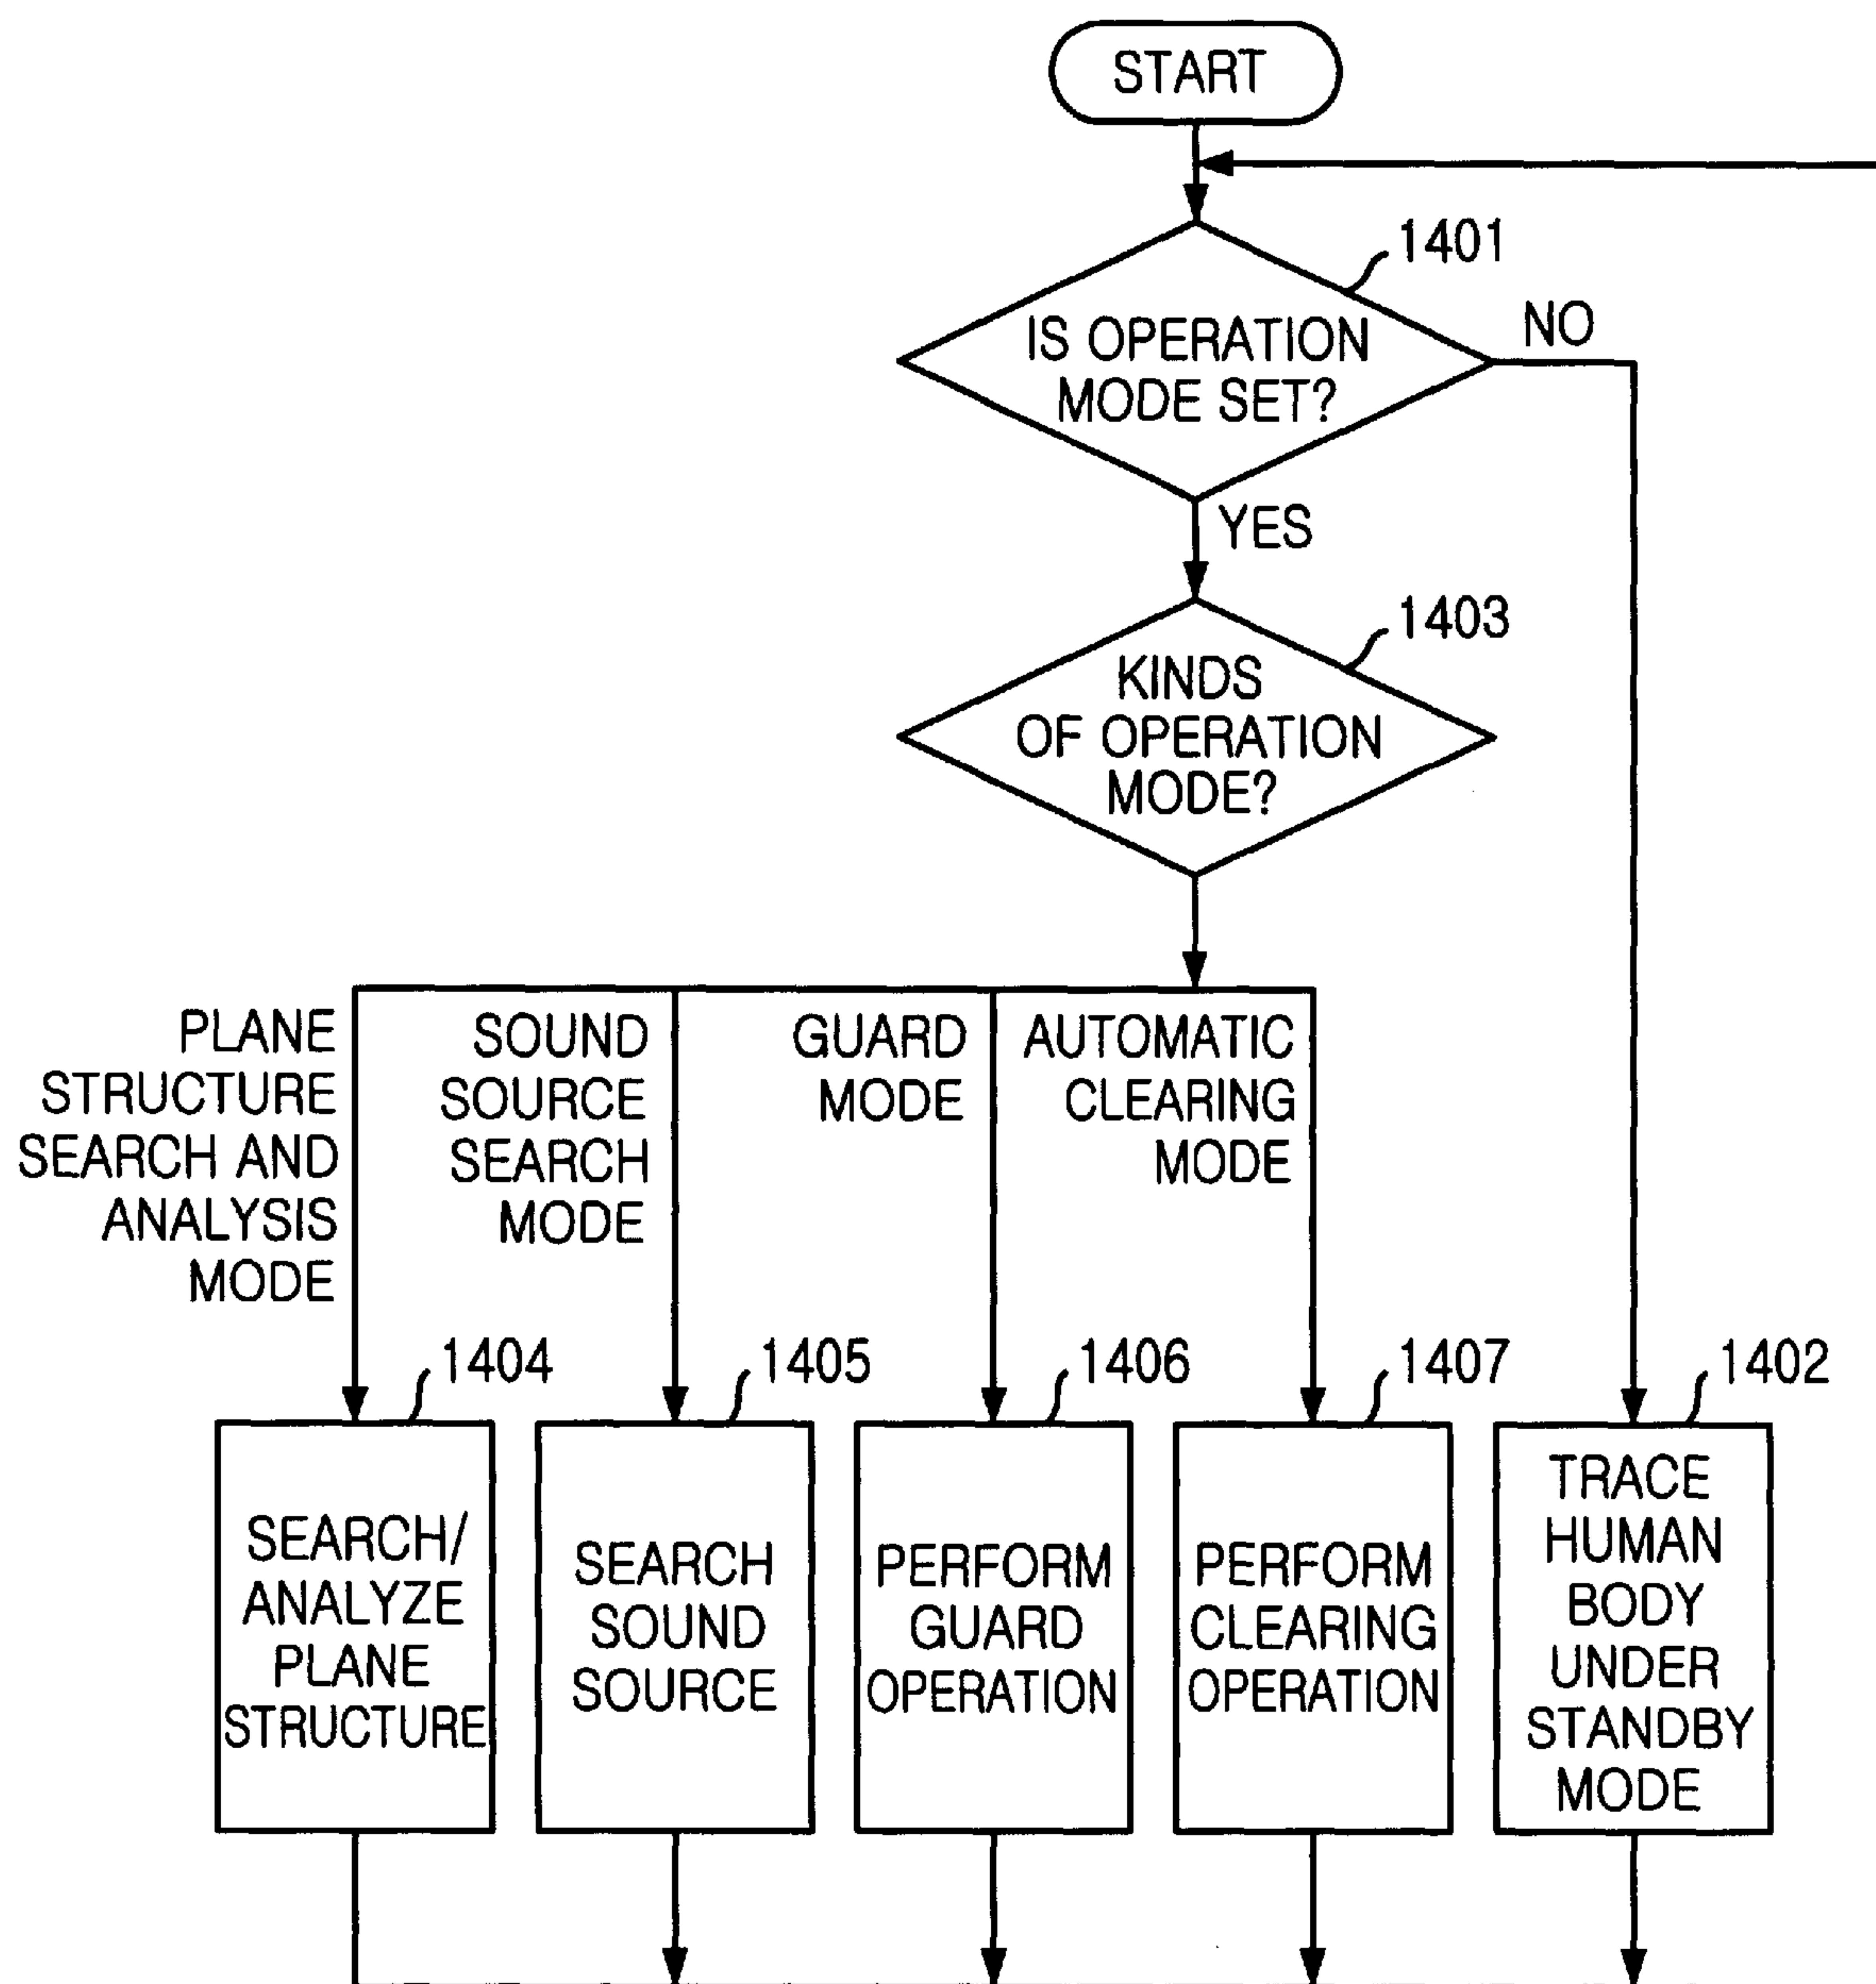 START
1401
IS OPERATION
MODE SET?
NO
YES
1403
KINDS
OF OPERATION
MODE?
PLANE
STRUCTURE
SEARCH AND
ANALYSIS
MODE
SOUND
SOURCE
SEARCH
MODE
GUARD
MODE
AUTOMATIC
CLEARING
MODE
1404
1405
1406
1407
1402
SEARCH/
ANALYZE
PLANE
STRUCTURE
SEARCH
SOUND
SOURCE
PERFORM
GUARD
OPERATION
PERFORM
CLEARING
OPERATION
TRACE
HUMAN
BODY
UNDER
STANDBY
MODE